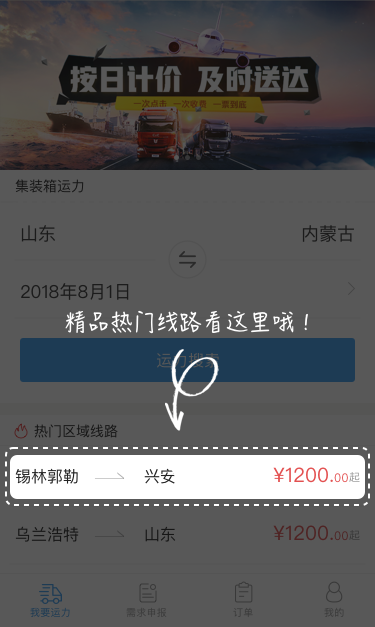 按日计价 及时送达
一次点击 一次收费 一票到底
集装箱运力
山东 内蒙古
2018年8月1日
精品热门线路看这里哦！
运力搜索
热门区域线路
锡林郭勒 兴安 ¥1200.00起
乌兰浩特 山东 ¥1200.00起
我要运力 需求申报 订单 我的